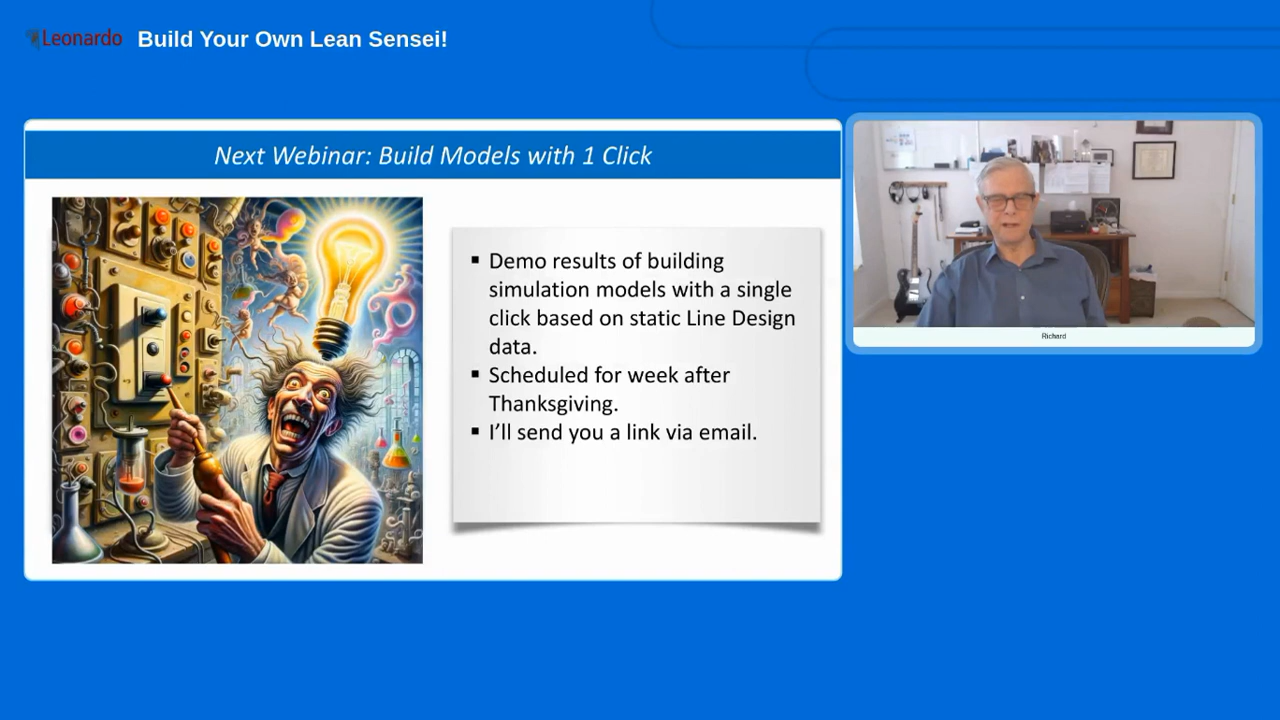 Leonardo Build Your Own Lean Sensei!
Next Webinar: Build Models with 1 Click
▪ Demo results of building
simulation models with a single
click based on static Line Design
data.
▪ Scheduled for week after
Thanksgiving.
▪ I'll send you a link via email.
Richard